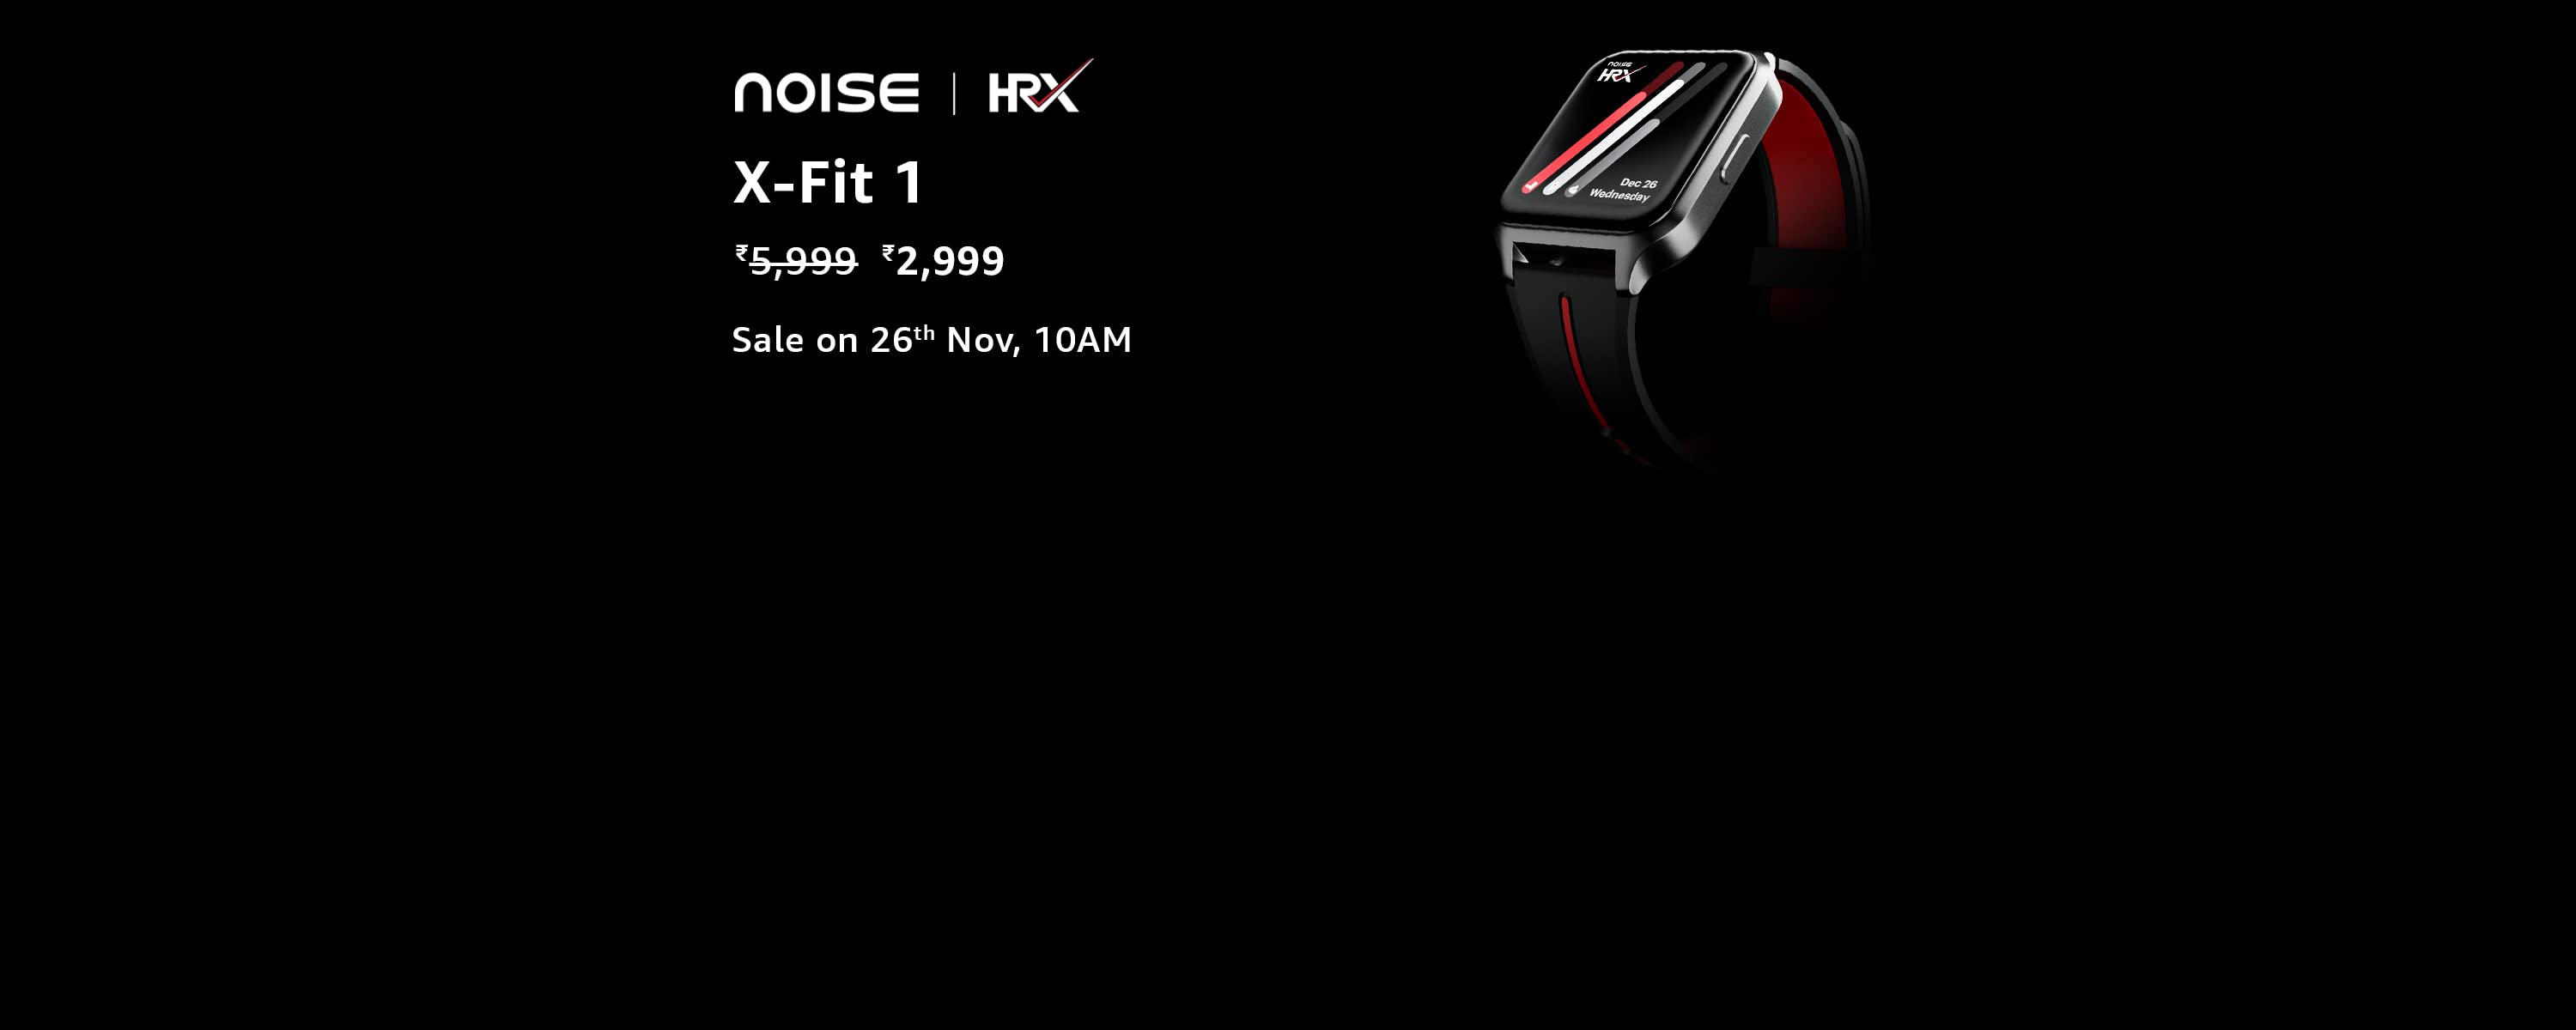 noise | HRX
X-Fit 1
₹5,999 ₹2,999
Sale on 26th Nov, 10AM
noise
HRX
Dec 26
Wednesday